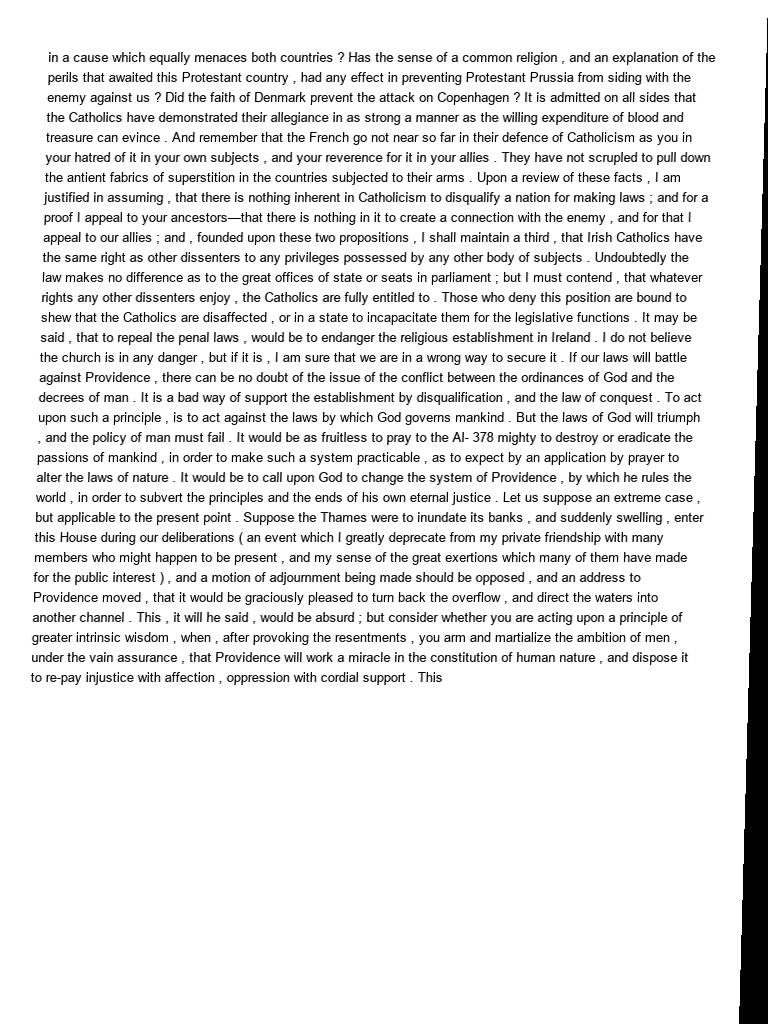 in a cause which equally menaces both countries ? Has the sense of a common religion , and an explanation of the
perils that awaited this Protestant country , had any effect in preventing Protestant Prussia from siding with the
enemy against us ? Did the faith of Denmark prevent the attack on Copenhagen ? It is admitted on all sides that
the Catholics have demonstrated their allegiance in as strong a manner as the willing expenditure of blood and
treasure can evince . And remember that the French go not near so far in their defence of Catholicism as you in
your hatred of it in your own subjects , and your reverence for it in your allies . They have not scrupled to pull down
the antient fabrics of superstition in the countries subjected to their arms . Upon a review of these facts , I am
justified in assuming , that there is nothing inherent in Catholicism to disqualify a nation for making laws ; and for a
proof I appeal to your ancestors—that there is nothing in it to create a connection with the enemy , and for that I
appeal to our allies ; and , founded upon these two propositions , I shall maintain a third , that Irish Catholics have
the same right as other dissenters to any privileges possessed by any other body of subjects . Undoubtedly the
law makes no difference as to the great offices of state or seats in parliament ; but I must contend , that whatever
rights any other dissenters enjoy , the Catholics are fully entitled to . Those who deny this position are bound to
shew that the Catholics are disaffected , or in a state to incapacitate them for the legislative functions . It may be
said , that to repeal the penal laws , would be to endanger the religious establishment in Ireland . I do not believe
the church is in any danger , but if it is , I am sure that we are in a wrong way to secure it . If our laws will battle
against Providence , there can be no doubt of the issue of the conflict between the ordinances of God and the
decrees of man . It is a bad way of support the establishment by disqualification , and the law of conquest . To act
upon such a principle , is to act against the laws by which God governs mankind . But the laws of God will triumph
, and the policy of man must fail . It would be as fruitless to pray to the Al- 378 mighty to destroy or eradicate the
passions of mankind , in order to make such a system practicable , as to expect by an application by prayer to
alter the laws of nature . It would be to call upon God to change the system of Providence , by which he rules the
world , in order to subvert the principles and the ends of his own eternal justice . Let us suppose an extreme case ,
but applicable to the present point . Suppose the Thames were to inundate its banks , and suddenly swelling , enter
this House during our deliberations ( an event which I greatly deprecate from my private friendship with many
members who might happen to be present , and my sense of the great exertions which many of them have made
for the public interest ) , and a motion of adjournment being made should be opposed , and an address to
Providence moved , that it would be graciously pleased to turn back the overflow , and direct the waters into
another channel . This , it will he said , would be absurd ; but consider whether you are acting upon a principle of
greater intrinsic wisdom , when , after provoking the resentments , you arm and martialize the ambition of men ,
under the vain assurance , that Providence will work a miracle in the constitution of human nature , and dispose it
to re-pay injustice with affection , oppression with cordial support . This